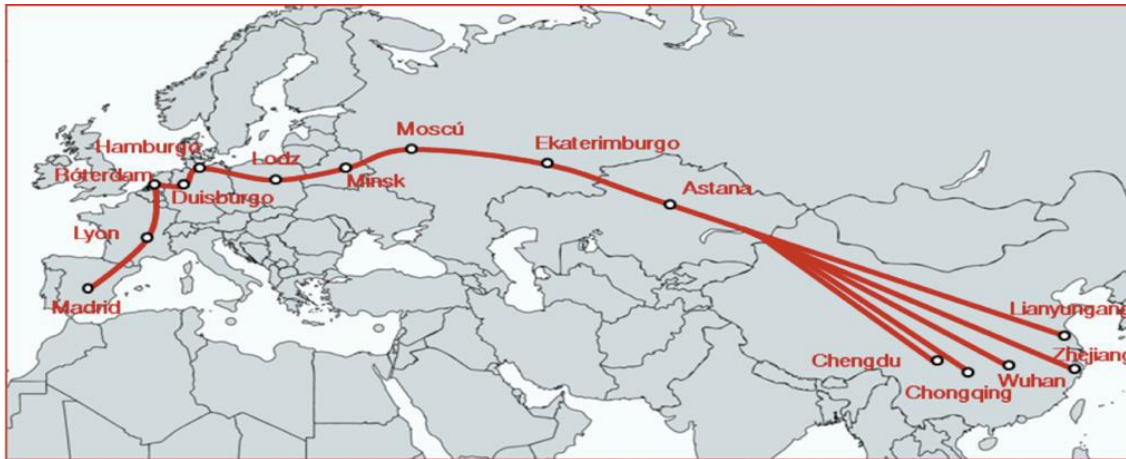 Moscú
Ekaterimburgo
Hamburgo
Lodz
Róterdam
Minsk
Duisburgo
Astana
Lyon
Madrid
Lianyungang
Zhejiang
Chengdu
Wuhan
Chongqing